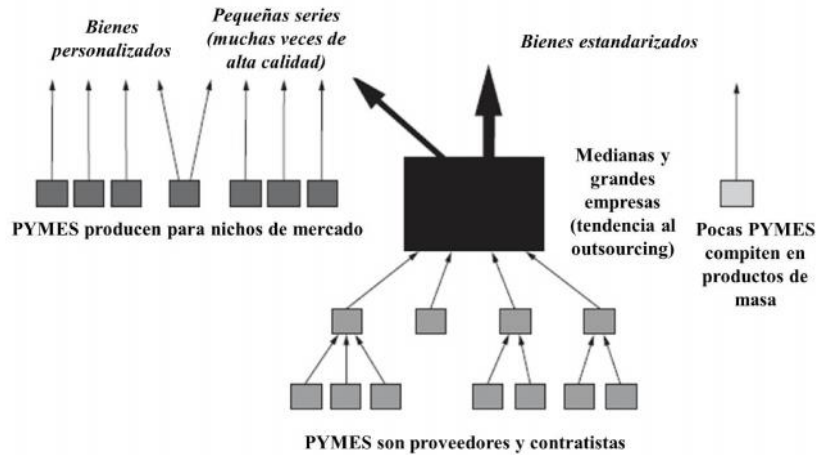 Bienes
personalizados
Pequeñas series
(muchas veces de
alta calidad)
Bienes estandarizados
PYMES producen para nichos de mercado
Medianas y
grandes
empresas
(tendencia al
outsourcing)
Pocas PYMES
compiten en
productos de
masa
PYMES son proveedores y contratistas